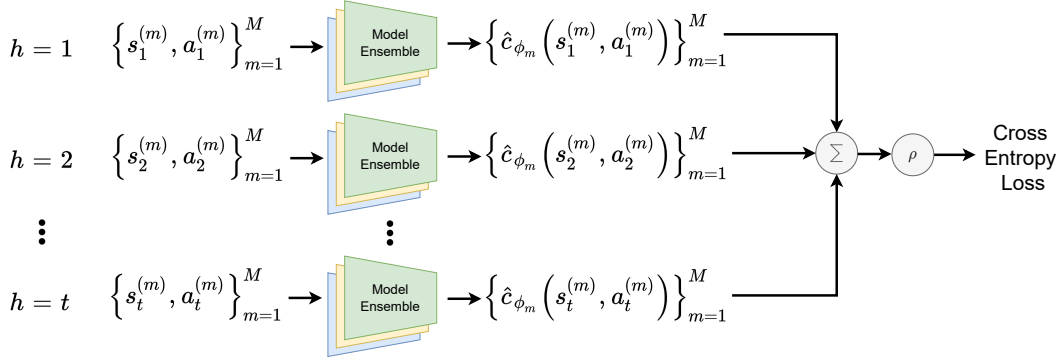 h = 1 {s_1^{(m)}, a_1^{(m)}}_{m=1}^M Model Ensemble {ĉ_{ϕ_m}(s_1^{(m)}, a_1^{(m)})}_{m=1}^M
h = 2 {s_2^{(m)}, a_2^{(m)}}_{m=1}^M Model Ensemble {ĉ_{ϕ_m}(s_2^{(m)}, a_2^{(m)})}_{m=1}^M
∑ ρ
Cross
Entropy
Loss
⋮ ⋮
h = t {s_t^{(m)}, a_t^{(m)}}_{m=1}^M Model Ensemble {ĉ_{ϕ_m}(s_t^{(m)}, a_t^{(m)})}_{m=1}^M